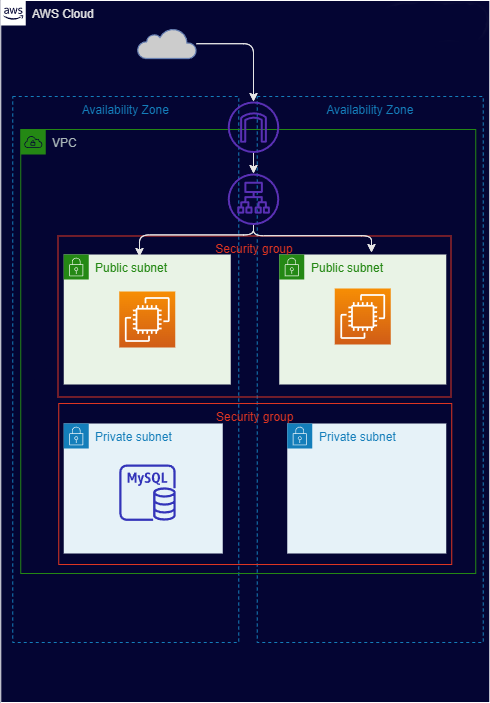 aws
AWS Cloud
Availability Zone
Availability Zone
VPC
Security group
Public subnet
Public subnet
Security group
Private subnet
Private subnet
MySQL